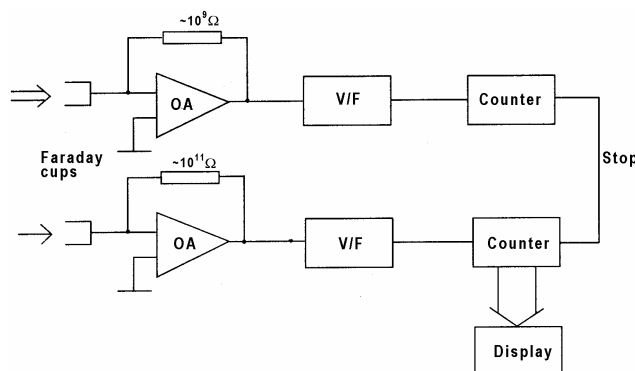 ~10⁹Ω
OA
V/F
Counter
Faraday
cups
Stop
~10¹¹Ω
OA
V/F
Counter
Display